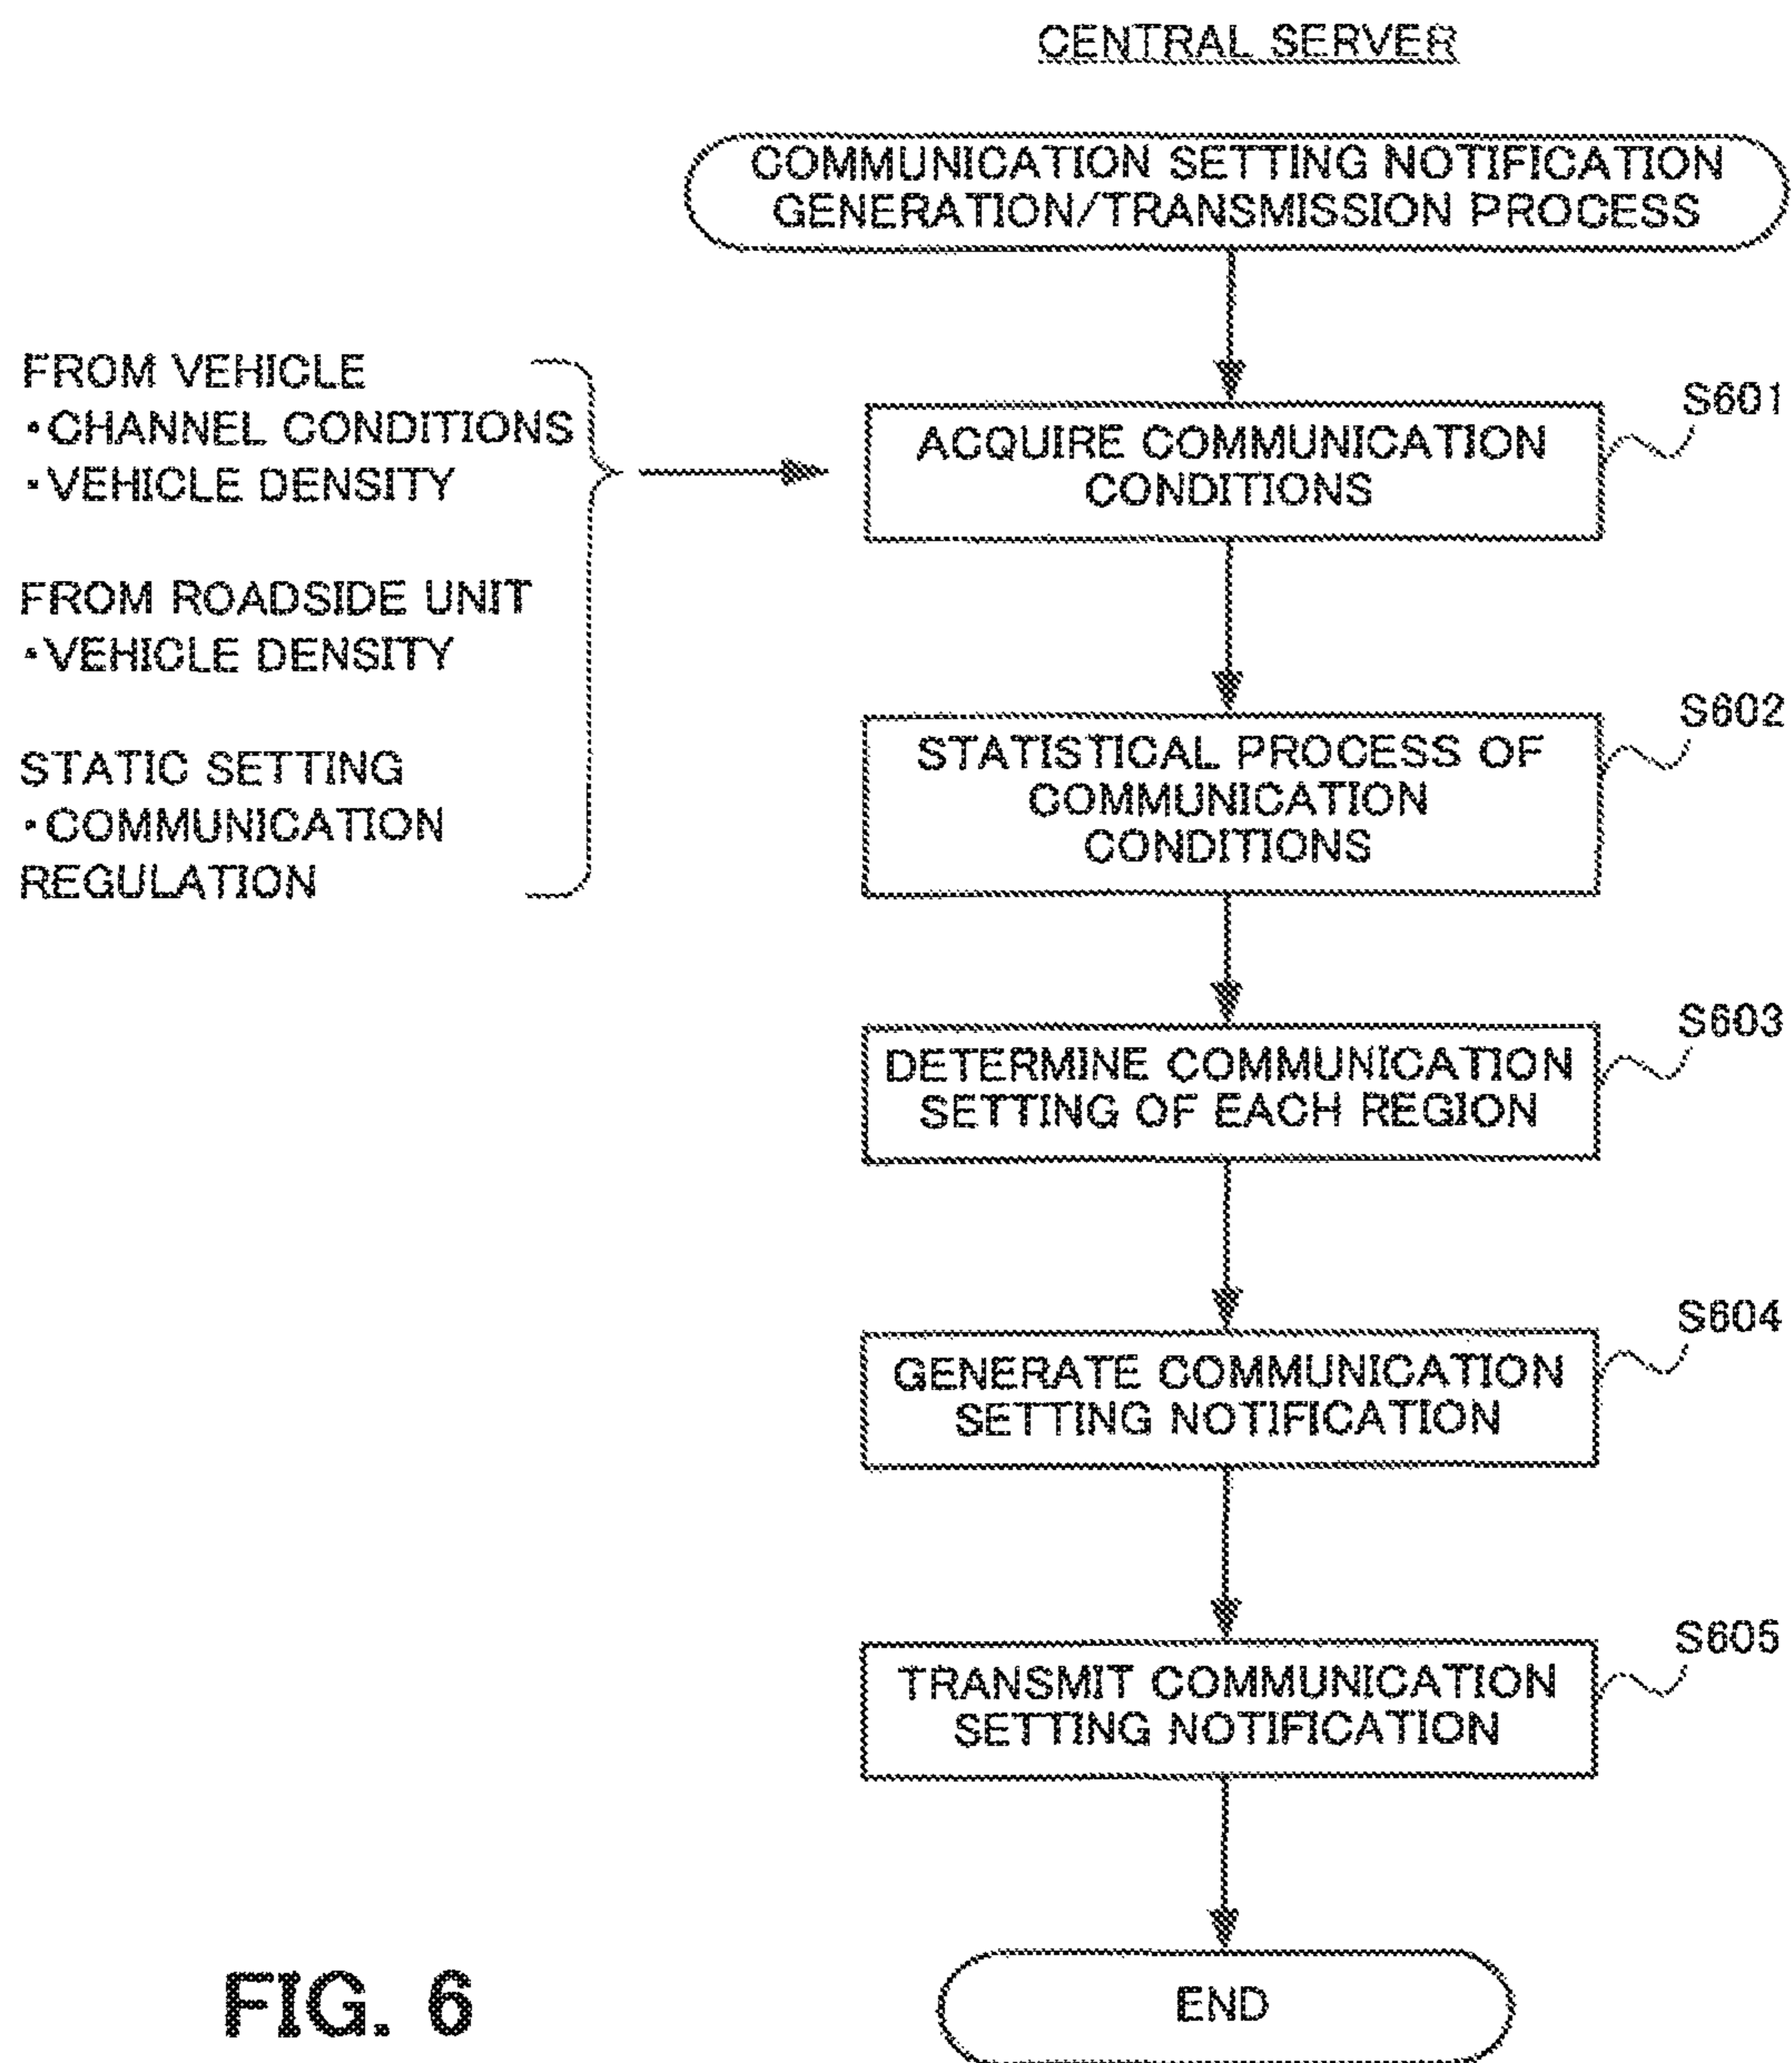 CENTRAL SERVER
COMMUNICATION SETTING NOTIFICATION
GENERATION/TRANSMISSION PROCESS
FROM VEHICLE
・CHANNEL CONDITIONS
・VEHICLE DENSITY
FROM ROADSIDE UNIT
・VEHICLE DENSITY
STATIC SETTING
・COMMUNICATION
REGULATION
S601
ACQUIRE COMMUNICATION
CONDITIONS
S602
STATISTICAL PROCESS OF
COMMUNICATION
CONDITIONS
S603
DETERMINE COMMUNICATION
SETTING OF EACH REGION
S604
GENERATE COMMUNICATION
SETTING NOTIFICATION
S605
TRANSMIT COMMUNICATION
SETTING NOTIFICATION
END
FIG. 6